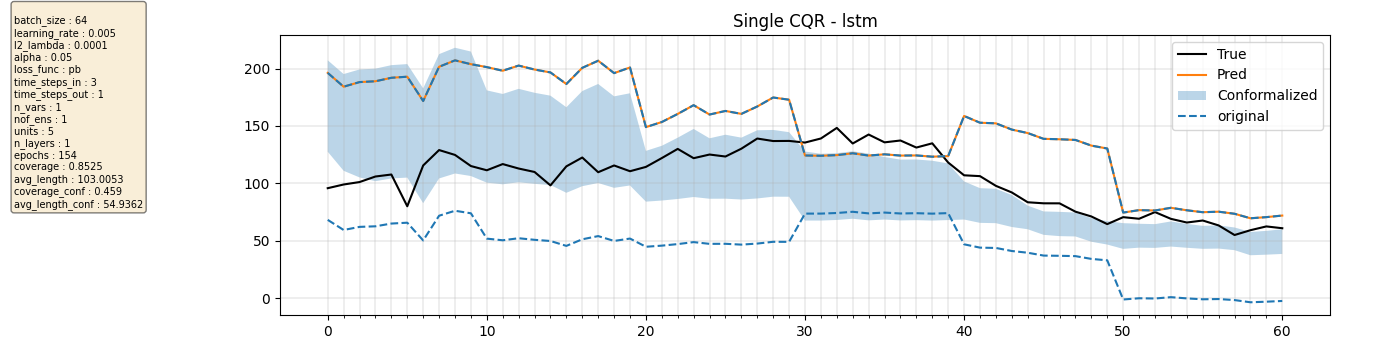 batch_size : 64
learning_rate : 0.005
l2_lambda : 0.0001
alpha : 0.05
loss_func : pb
time_steps_in : 3
time_steps_out : 1
n_vars : 1
nof_ens : 1
units : 5
n_layers : 1
epochs : 154
coverage : 0.8525
avg_length : 103.0053
coverage_conf : 0.459
avg_length_conf : 54.9362
Single CQR - lstm
True
Pred
Conformalized
original
200
150
100
50
0
0 10 20 30 40 50 60